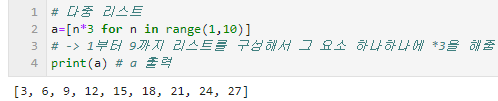 1 # 다중 리스트
2 a=[n*3 for n in range(1,10)]
3 # -> 1부터 9까지 리스트를 구성해서 그 요소 하나하나에 *3을 해줌
4 print(a) # a 출력
[3, 6, 9, 12, 15, 18, 21, 24, 27]